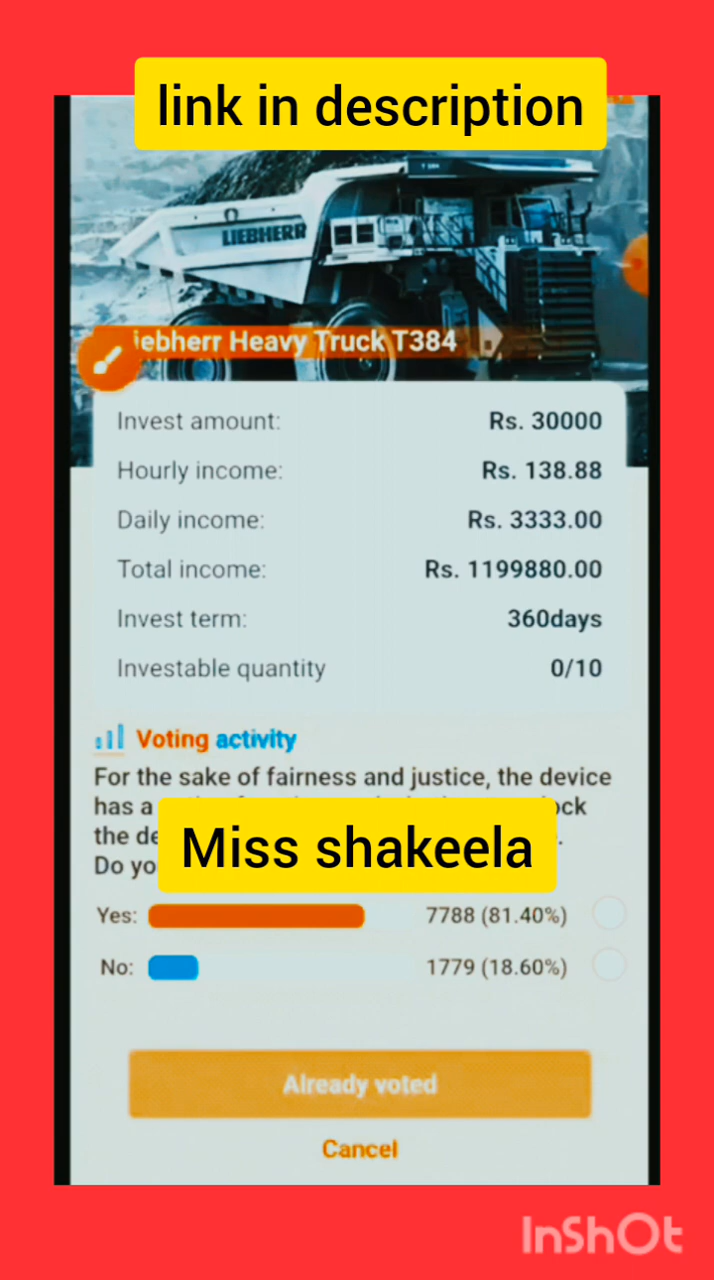 link in description
LIEBHERR
iebherr Heavy Truck T384
Invest amount: Rs. 30000
Hourly income: Rs. 138.88
Daily income: Rs. 3333.00
Total income: Rs. 1199880.00
Invest term: 360days
Investable quantity 0/10
Voting activity
For the sake of fairness and justice, the device
has a
the de
Do yo
Miss shakeela
Yes: 7788 (81.40%)
No: 1779 (18.60%)
Already voted
Cancel
InShOt